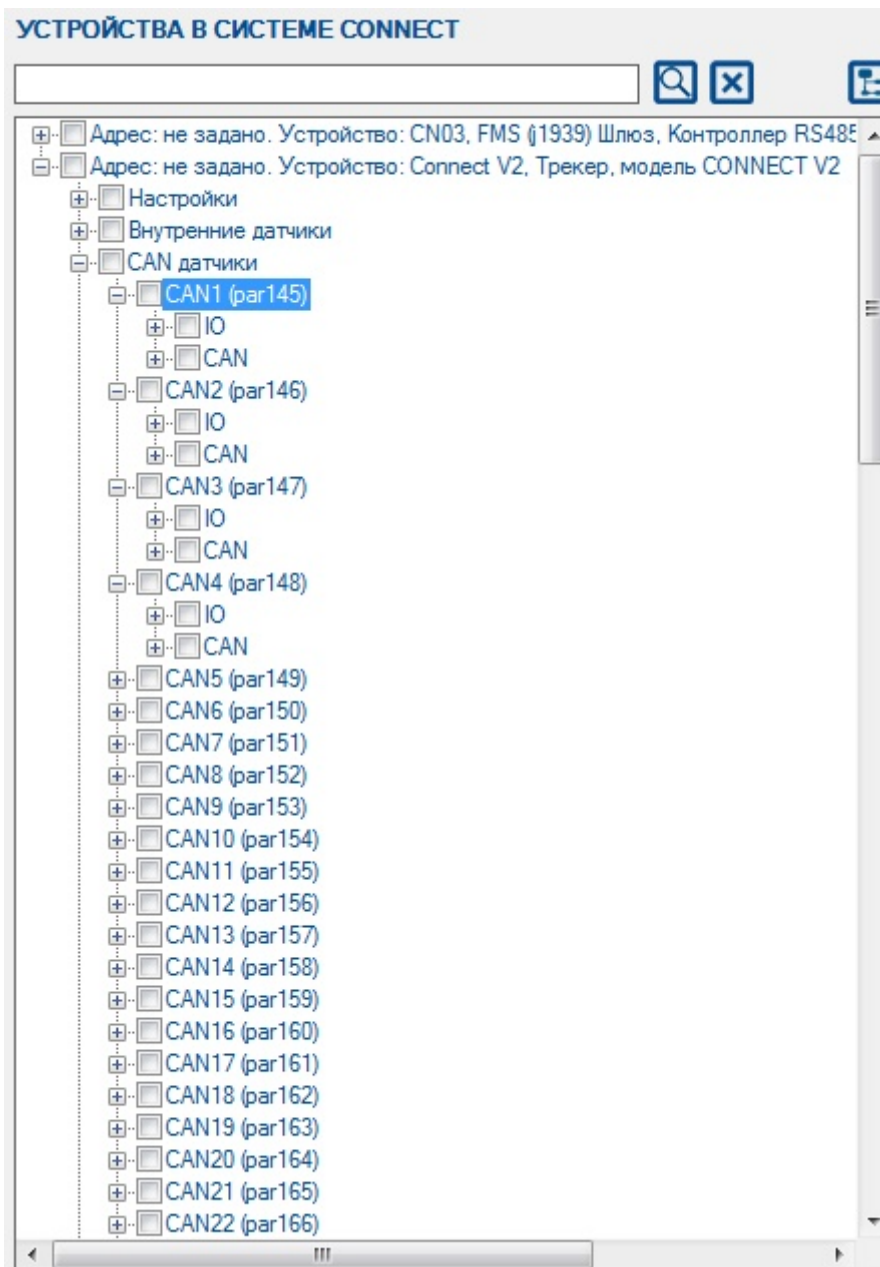 УСТРОЙСТВА В СИСТЕМЕ CONNECT
Адрес: не задано. Устройство: CN03, FMS (j1939) Шлюз, Контроллер RS485
Адрес: не задано. Устройство: Connect V2, Трекер, модель CONNECT V2
Настройки
Внутренние датчики
CAN датчики
CAN1 (par145)
IO
CAN
CAN2 (par146)
IO
CAN
CAN3 (par147)
IO
CAN
CAN4 (par148)
IO
CAN
CAN5 (par149)
CAN6 (par150)
CAN7 (par151)
CAN8 (par152)
CAN9 (par153)
CAN10 (par154)
CAN11 (par155)
CAN12 (par156)
CAN13 (par157)
CAN14 (par158)
CAN15 (par159)
CAN16 (par160)
CAN17 (par161)
CAN18 (par162)
CAN19 (par163)
CAN20 (par164)
CAN21 (par165)
CAN22 (par166)